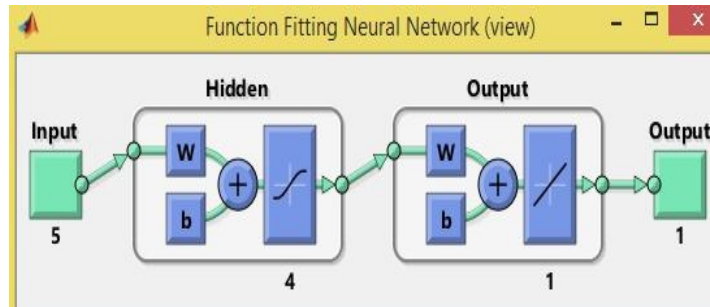 Function Fitting Neural Network (view)
Hidden
Output
Input
Output
W
+
b
W
+
b
5
4
1
1